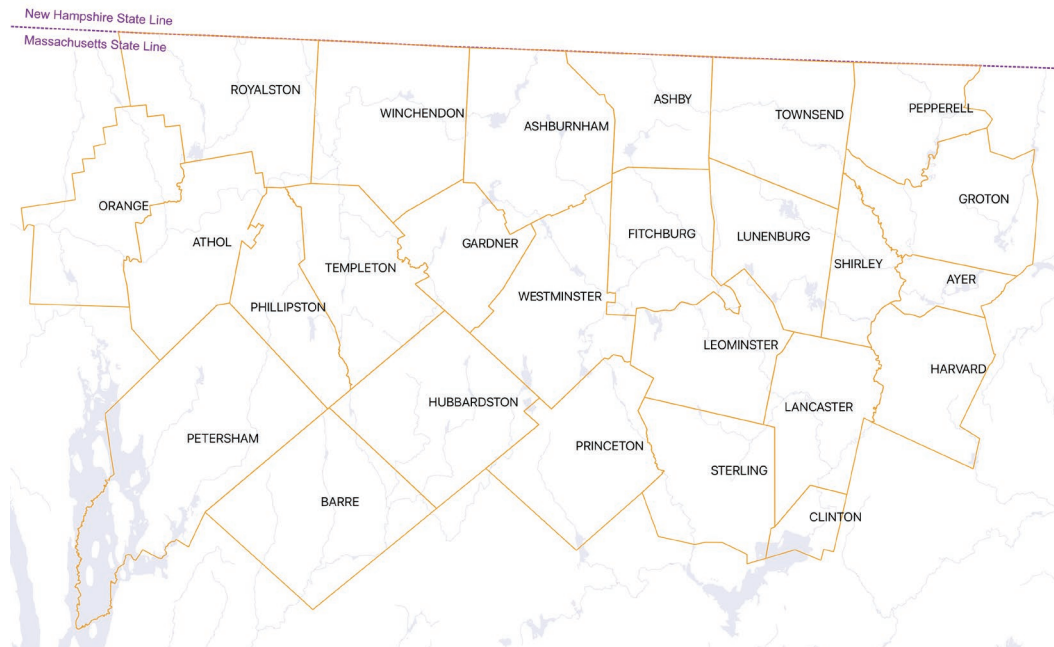 New Hampshire State Line
Massachusetts State Line
ROYALSTON
WINCHENDON
ASHBURNHAM
ASHBY
TOWNSEND
PEPPERELL
ORANGE
ATHOL
TEMPLETON
GARDNER
WESTMINSTER
FITCHBURG
LUNENBURG
SHIRLEY
GROTON
AYER
PHILLIPSTON
LEOMINSTER
HARVARD
HUBBARDSTON
LANCASTER
PETERSHAM
PRINCETON
STERLING
BARRE
CLINTON